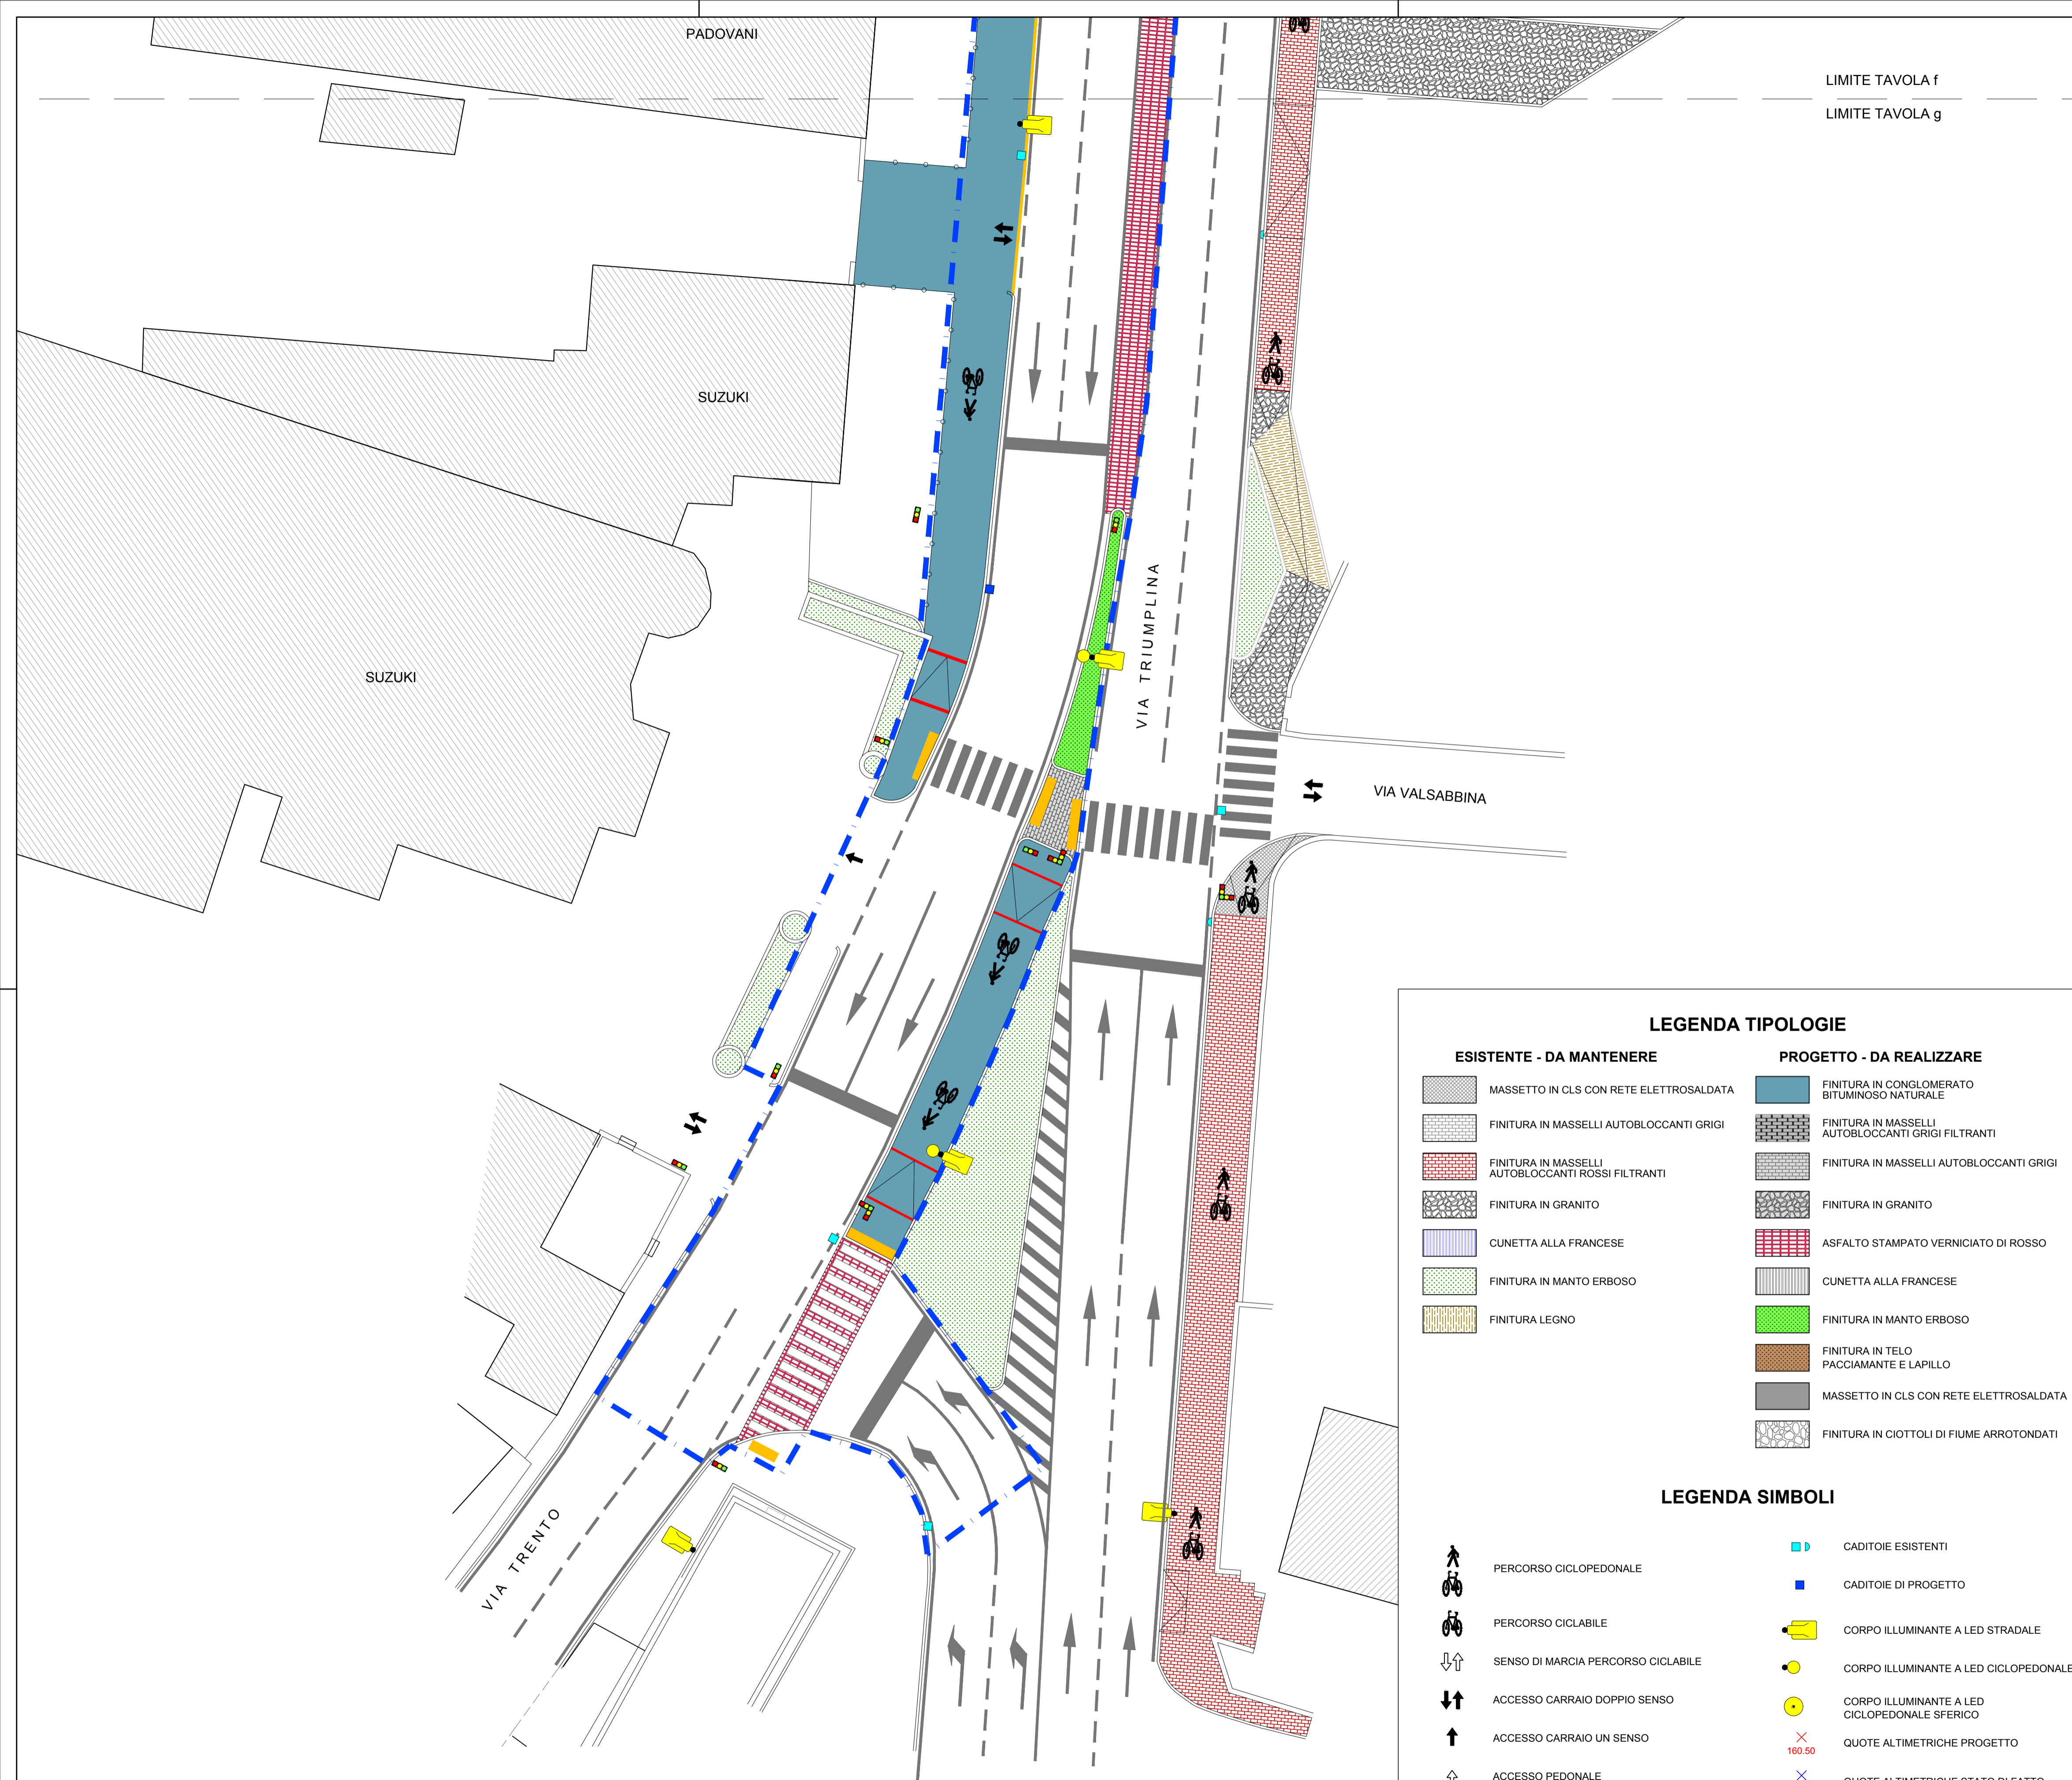 PADOVANI
LIMITE TAVOLA f
LIMITE TAVOLA g
SUZUKI
SUZUKI
VIA TRIUMPLINA
VIA VALSABBINA
VIA TRENTO
LEGENDA TIPOLOGIE
ESISTENTE - DA MANTENERE
MASSETTO IN CLS CON RETE ELETTROSALDATA
FINITURA IN MASSELLI AUTOBLOCCANTI GRIGI
FINITURA IN MASSELLI
AUTOBLOCCANTI ROSSI FILTRANTI
FINITURA IN GRANITO
CUNETTA ALLA FRANCESE
FINITURA IN MANTO ERBOSO
FINITURA LEGNO
PROGETTO - DA REALIZZARE
FINITURA IN CONGLOMERATO
BITUMINOSO NATURALE
FINITURA IN MASSELLI
AUTOBLOCCANTI GRIGI FILTRANTI
FINITURA IN MASSELLI AUTOBLOCCANTI GRIGI
FINITURA IN GRANITO
ASFALTO STAMPATO VERNICIATO DI ROSSO
CUNETTA ALLA FRANCESE
FINITURA IN MANTO ERBOSO
FINITURA IN TELO
PACCIAMANTE E LAPILLO
MASSETTO IN CLS CON RETE ELETTROSALDATA
FINITURA IN CIOTTOLI DI FIUME ARROTONDATI
LEGENDA SIMBOLI
PERCORSO CICLOPEDONALE
PERCORSO CICLABILE
SENSO DI MARCIA PERCORSO CICLABILE
ACCESSO CARRAIO DOPPIO SENSO
ACCESSO CARRAIO UN SENSO
ACCESSO PEDONALE
CADITOIE ESISTENTI
CADITOIE DI PROGETTO
CORPO ILLUMINANTE A LED STRADALE
CORPO ILLUMINANTE A LED CICLOPEDONALE
CORPO ILLUMINANTE A LED
CICLOPEDONALE SFERICO
160.50
QUOTE ALTIMETRICHE PROGETTO
QUOTE ALTIMETRICHE STATO DI FATTO